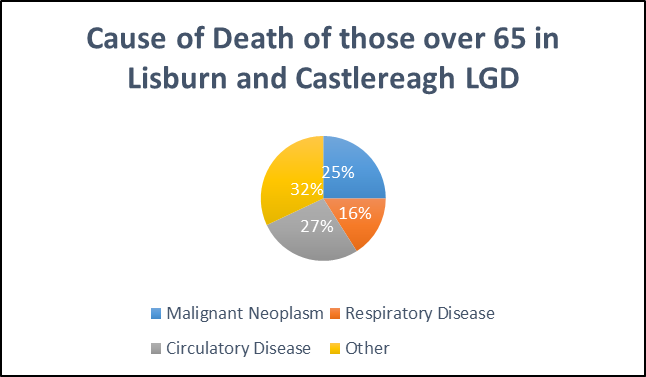 Cause of Death of those over 65 in
Lisburn and Castlereagh LGD
25%
32%
16%
27%
Malignant Neoplasm Respiratory Disease
Circulatory Disease Other